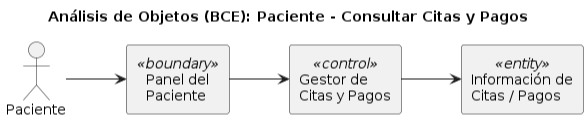 Análisis de Objetos (BCE): Paciente - Consultar Citas y Pagos
Paciente
«boundary»
Panel del
Paciente
«control»
Gestor de
Citas y Pagos
«entity»
Información de
Citas / Pagos